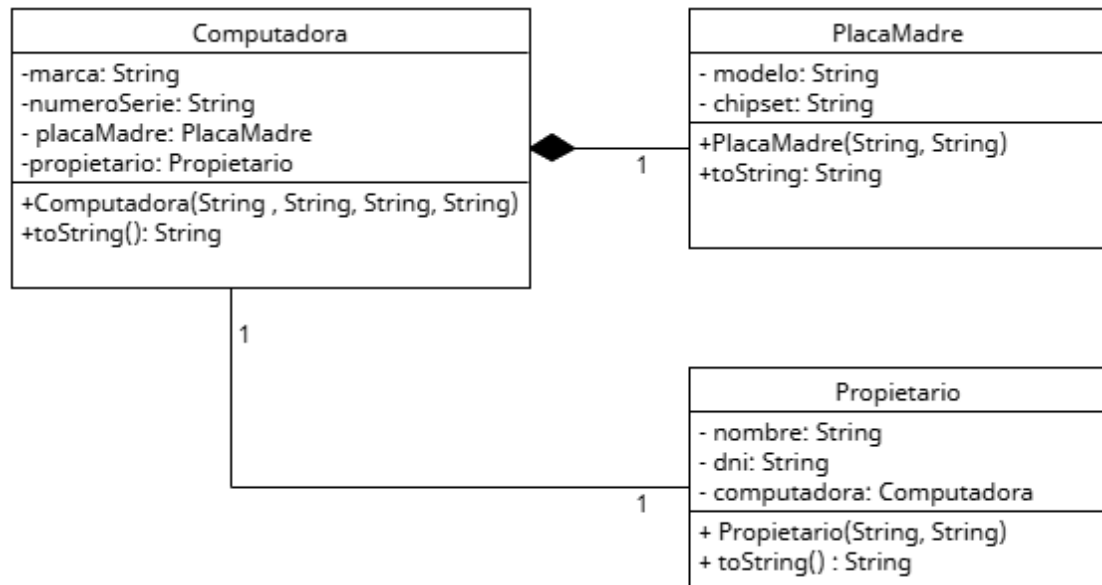 Computadora
-marca: String
-numeroSerie: String
- placaMadre: PlacaMadre
-propietario: Propietario
+Computadora(String , String, String, String)
+toString(): String
1
PlacaMadre
- modelo: String
- chipset: String
+PlacaMadre(String, String)
+toString: String
1
Propietario
- nombre: String
- dni: String
- computadora: Computadora
+ Propietario(String, String)
+ toString() : String
1